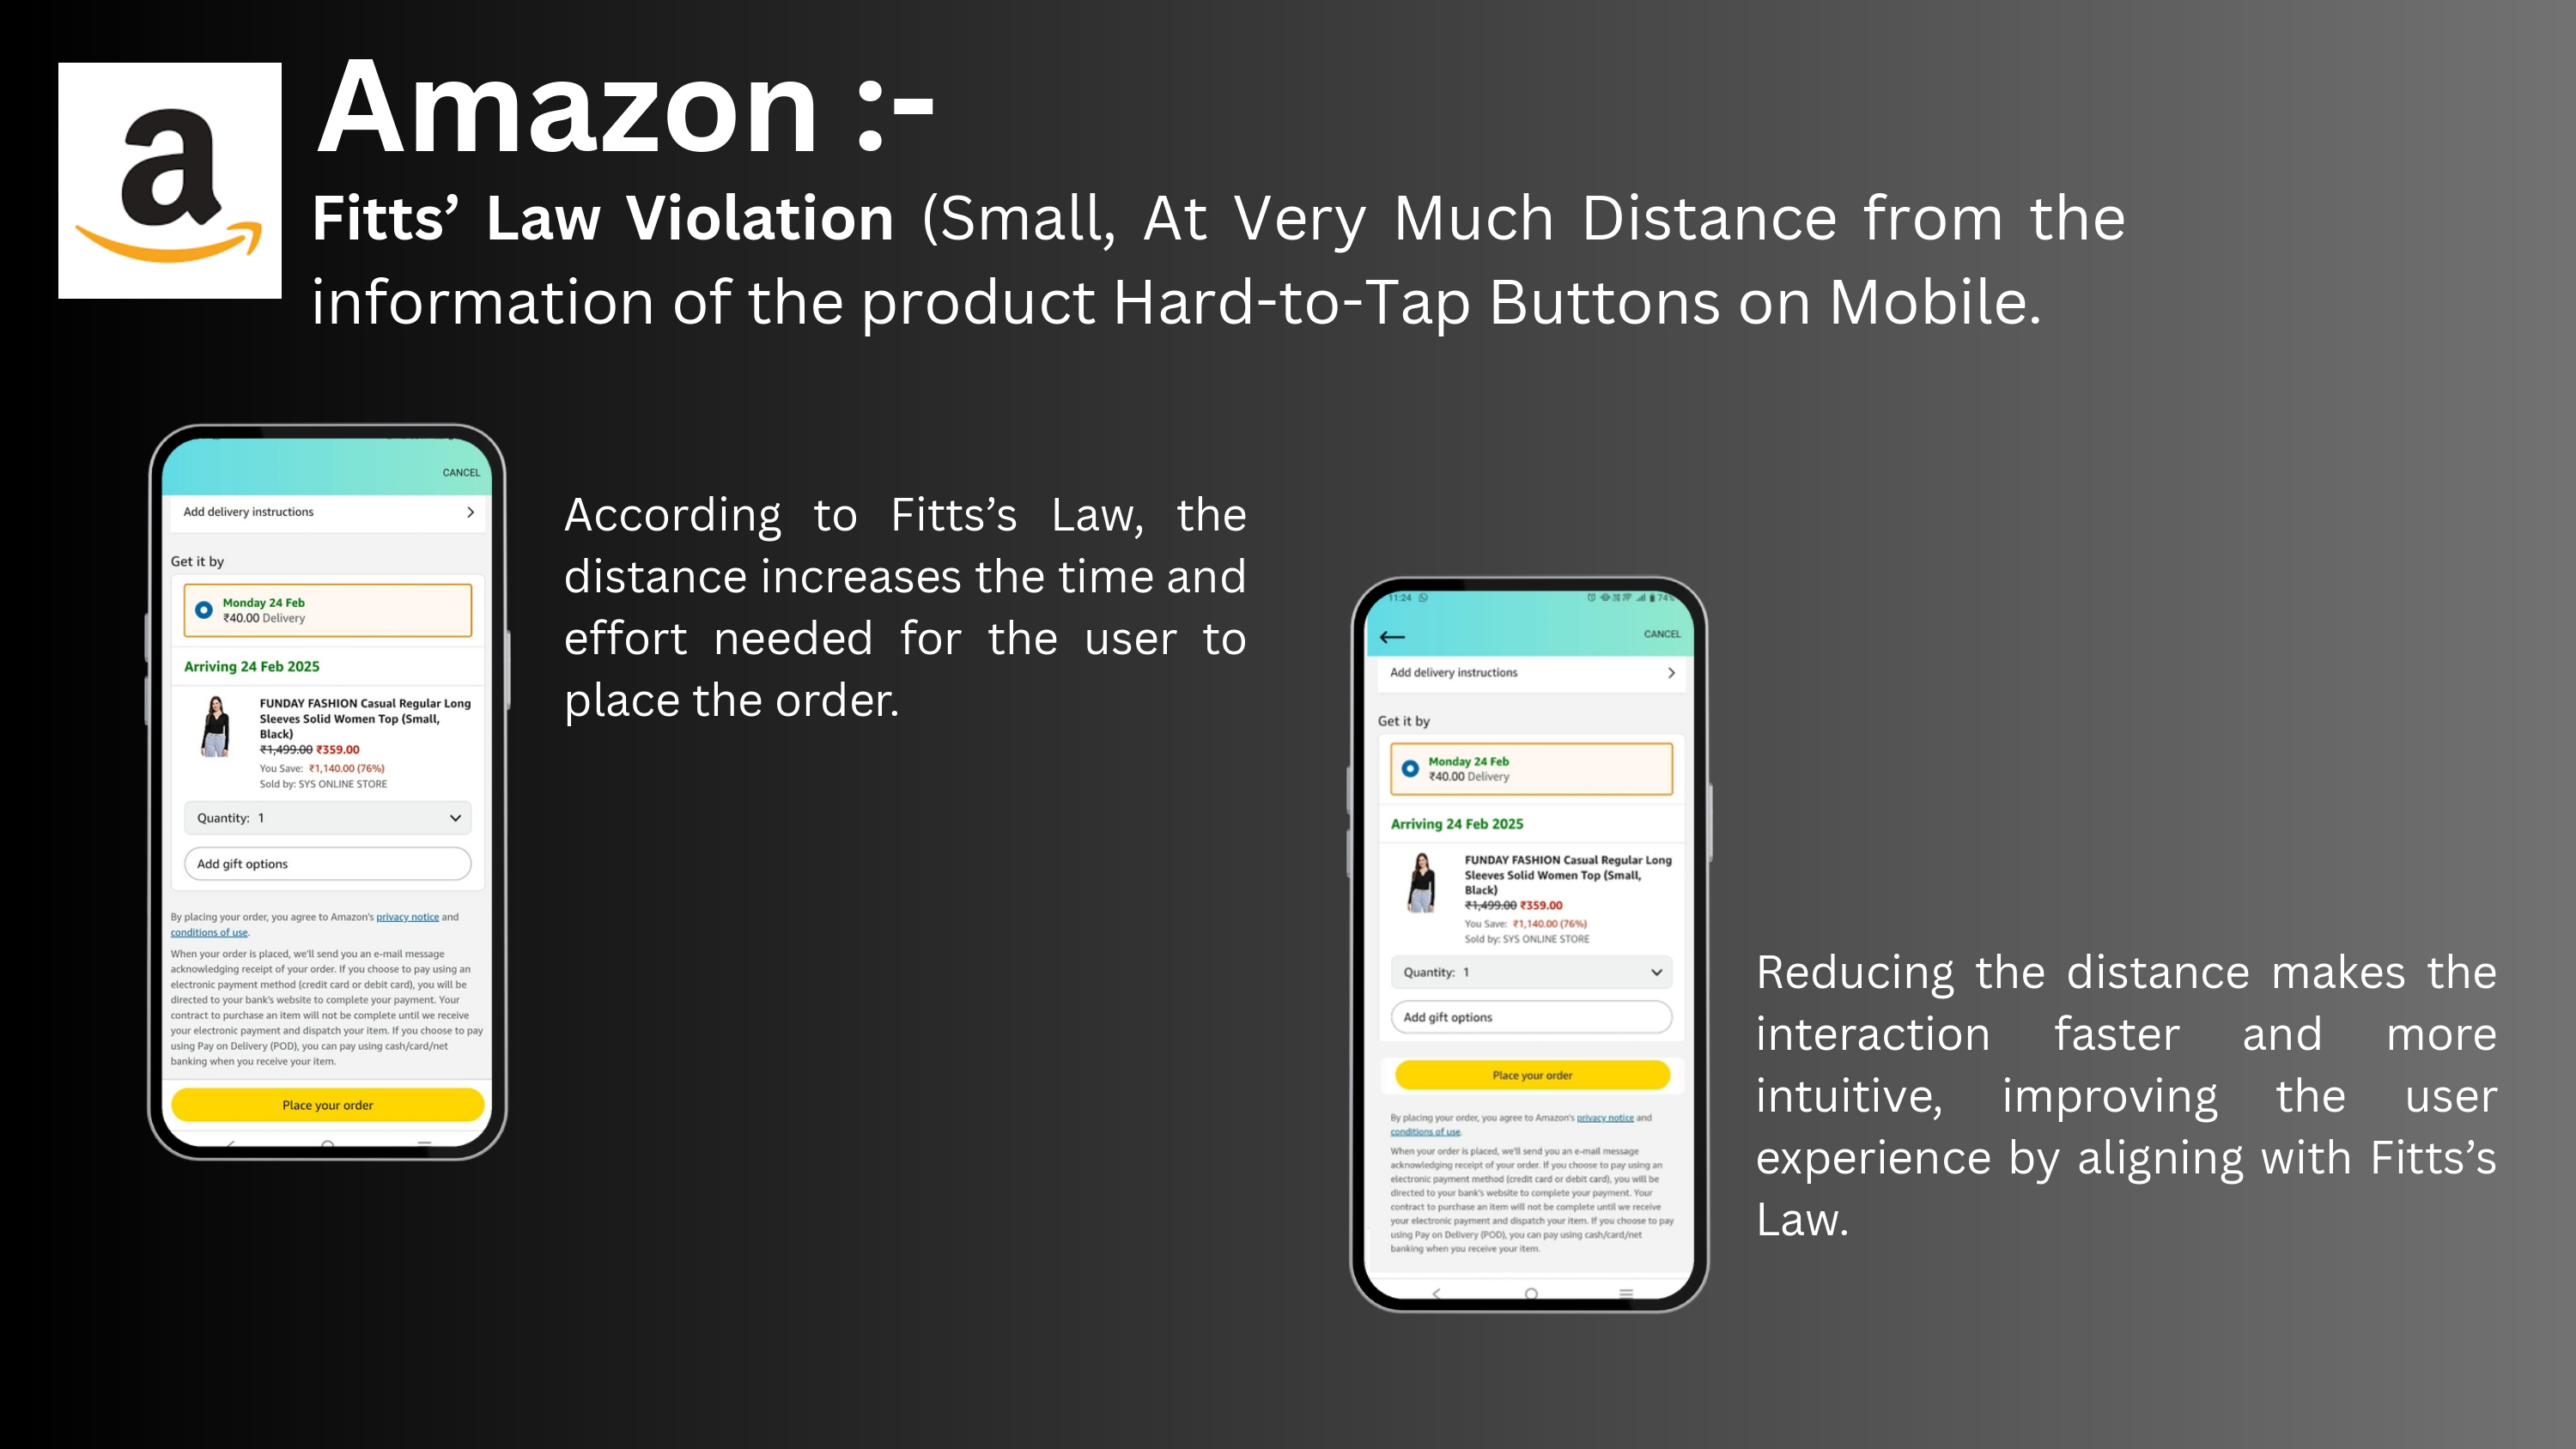 a
Amazon :-
Fitts’ Law Violation (Small, At Very Much Distance from the
information of the product Hard-to-Tap Buttons on Mobile.
CANCEL
Add delivery instructions
Get it by
Monday 24 Feb
₹40.00 Delivery
Arriving 24 Feb 2025
FUNDAY FASHION Casual Regular Long
Sleeves Solid Women Top (Small,
Black)
₹1,499.00 ₹359.00
You Save: ₹1,140.00 (76%)
Sold by: SYS ONLINE STORE
Quantity: 1
Add gift options
By placing your order, you agree to Amazon's privacy notice and
conditions of use.
When your order is placed, we'll send you an e-mail message
acknowledging receipt of your order. If you choose to pay using an
electronic payment method (credit card or debit card), you will be
directed to your bank's website to complete your payment. Your
contract to purchase an item will not be complete until we receive
your electronic payment and dispatch your item. If you choose to pay
using Pay on Delivery (POD), you can pay using cash/card/net
banking when you receive your item.
Place your order
According to Fitts’s Law, the
distance increases the time and
effort needed for the user to
place the order.
11:24
74%
CANCEL
Add delivery instructions
Get it by
Monday 24 Feb
₹40.00 Delivery
Arriving 24 Feb 2025
FUNDAY FASHION Casual Regular Long
Sleeves Solid Women Top (Small,
Black)
₹1,499.00 ₹359.00
You Save: ₹1,140.00 (76%)
Sold by: SYS ONLINE STORE
Quantity: 1
Add gift options
Place your order
By placing your order, you agree to Amazon's privacy notice and
conditions of use.
When your order is placed, we'll send you an e-mail message
acknowledging receipt of your order. If you choose to pay using an
electronic payment method (credit card or debit card), you will be
directed to your bank's website to complete your payment. Your
contract to purchase an item will not be complete until we receive
your electronic payment and dispatch your item. If you choose to pay
using Pay on Delivery (POD), you can pay using cash/card/net
banking when you receive your item.
Reducing the distance makes the
interaction faster and more
intuitive, improving the user
experience by aligning with Fitts’s
Law.